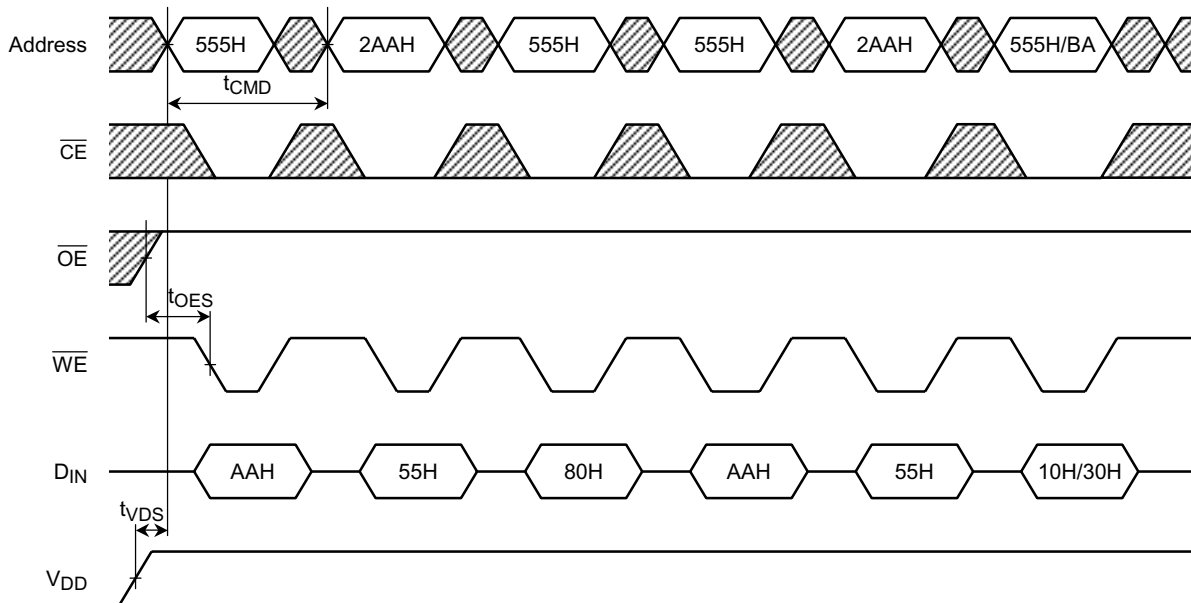 Address 555H 2AAH 555H 555H 2AAH 555H/BA
tCMD
CE
OE
tOES
WE
DIN AAH 55H 80H AAH 55H 10H/30H
tVDS
VDD